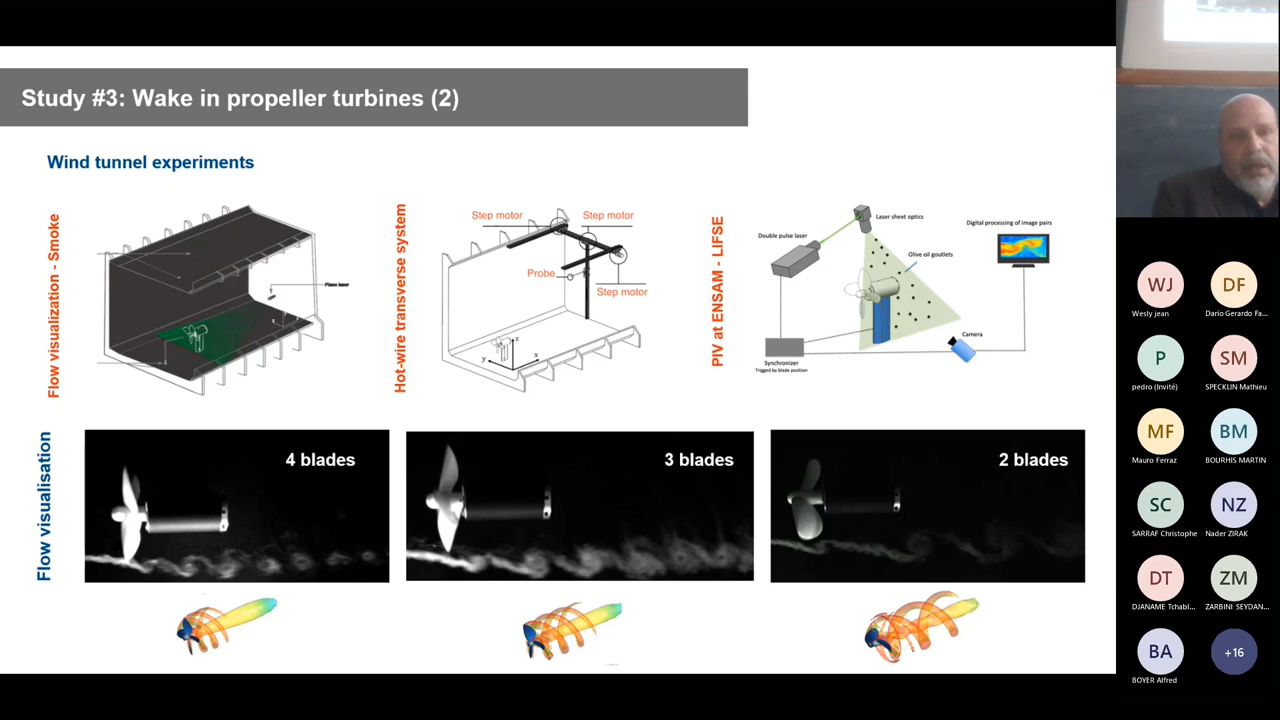 Study #3: Wake in propeller turbines (2)
Wind tunnel experiments
Flow visualization - Smoke
Plane laser
Hot-wire transverse system
Step motor
Step motor
Probe
Step motor
z
y
x
PIV at ENSAM - LIFSE
Laser sheet optics
Double pulse laser
Digital processing of image pairs
Olive oil goutlets
Camera
Synchronizer
Trigged by blade position
Flow visualisation
4 blades
3 blades
2 blades
WJ
Wesly jean
DF
Dario Gerardo Fa...
P
pedro (Invité)
SM
SPECKLIN Mathieu
MF
Mauro Ferraz
BM
BOURHIS MARTIN
SC
SARRAF Christophe
NZ
Nader ZIRAK
DT
DJANAME Tchabl...
ZM
ZARBINI SEYDAN...
BA
BOYER Alfred
+16